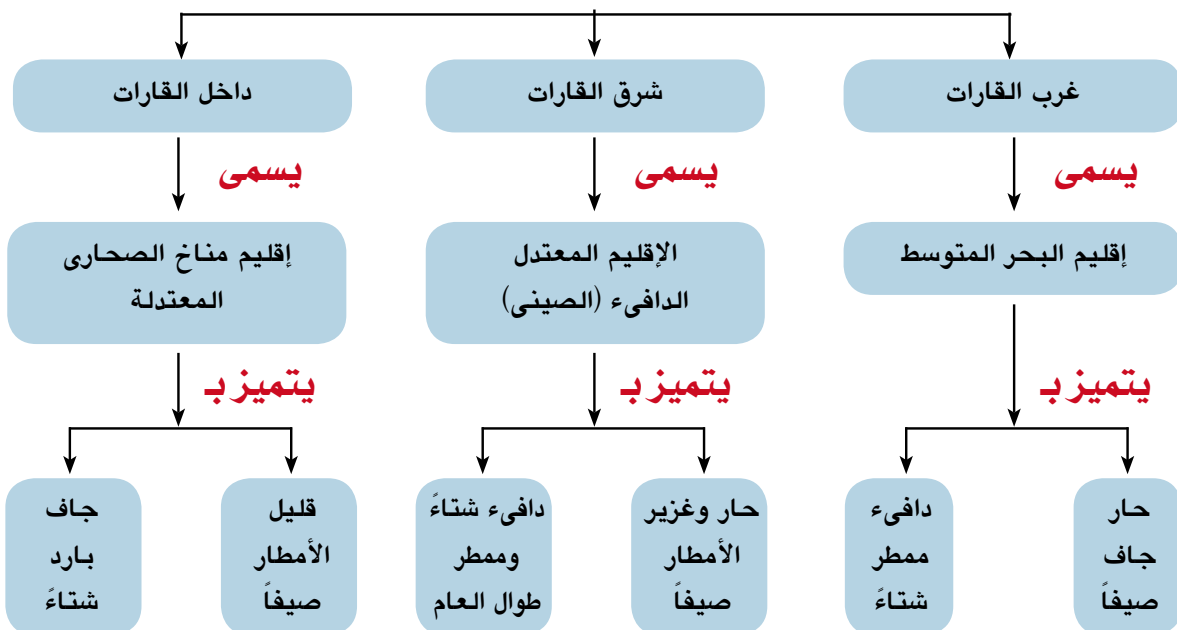 غرب القارات
شرق القارات
داخل القارات
يسمى
يسمى
يسمى
إقليم البحر المتوسط
الإقليم المعتدل
الدافىء (الصينى)
إقليم مناخ الصحارى
المعتدلة
يتميز بـ
يتميز بـ
يتميز بـ
حار
جاف
صيفاً
دافىء
ممطر
شتاءً
حار وغزير
الأمطار
صيفاً
دافىء شتاءً
وممطر
طوال العام
قليل
الأمطار
صيفاً
جاف
بارد
شتاءً